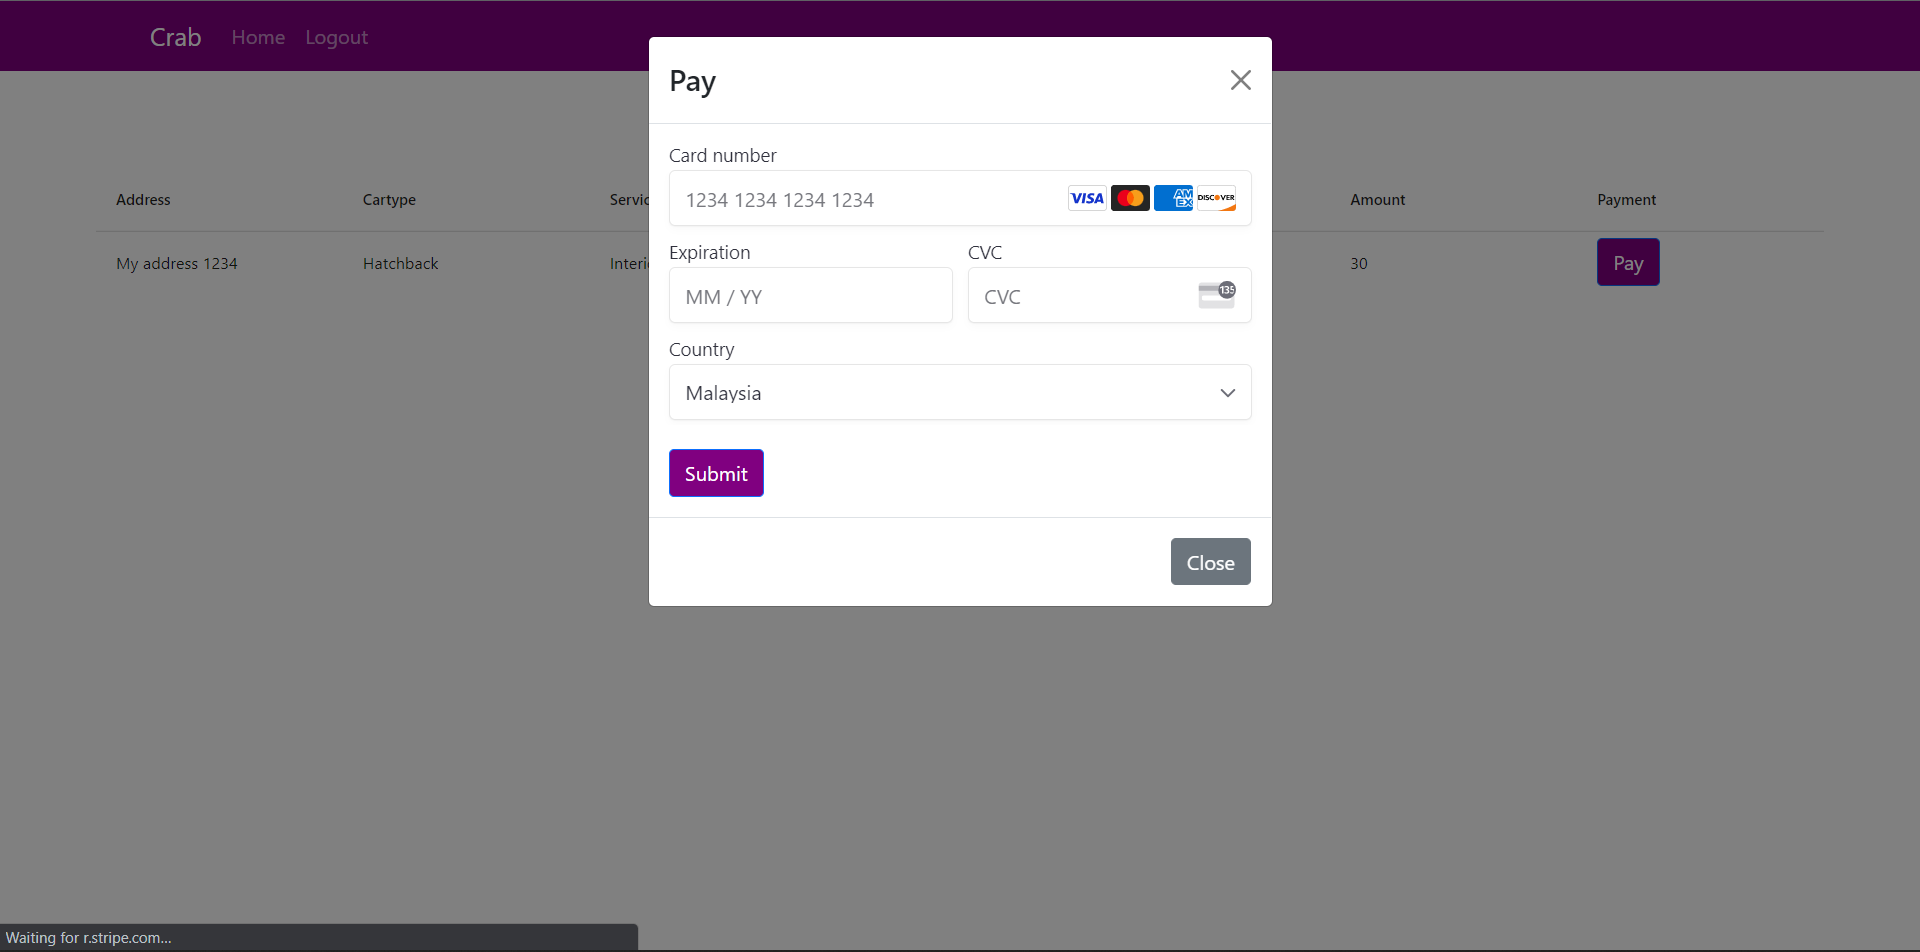 Crab Home Logout
Pay
Card number
1234 1234 1234 1234 VISA AM EX DISCOVER
Expiration CVC
MM / YY CVC 135
Country
Malaysia
Submit
Close
Address Cartype Servic Amount Payment
My address 1234 Hatchback Interi 30 Pay
Waiting for r.stripe.com...